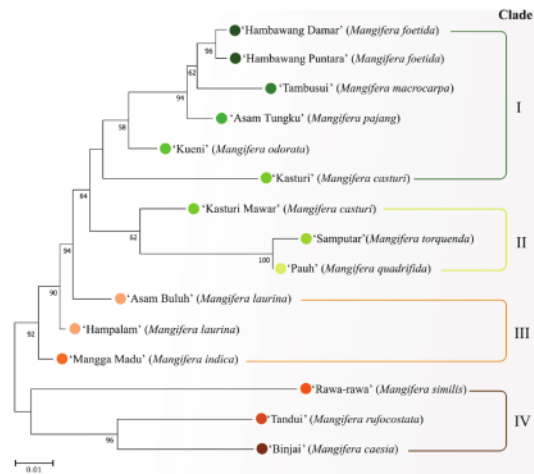 Clade
'Hambawang Damar' (Mangifera foetida)
96
'Hambawang Puntara' (Mangifera foetida)
62
'Tambusui' (Mangifera macrocarpa)
94
I
'Asam Tungku' (Mangifera pajang)
58
'Kueni' (Mangifera odorata)
'Kasturi' (Mangifera casturi)
84
'Kasturi Mawar' (Mangifera casturi)
62
'Samputar'(Mangifera torquenda)
II
100
94
'Pauh' (Mangifera quadrifida)
90
'Asam Buluh' (Mangifera laurina)
92
'Hampalam' (Mangifera laurina)
III
'Mangga Madu' (Mangifera indica)
'Rawa-rawa' (Mangifera similis)
'Tandui' (Mangifera rufocostata)
IV
96
'Binjai' (Mangifera caesia)
0.01